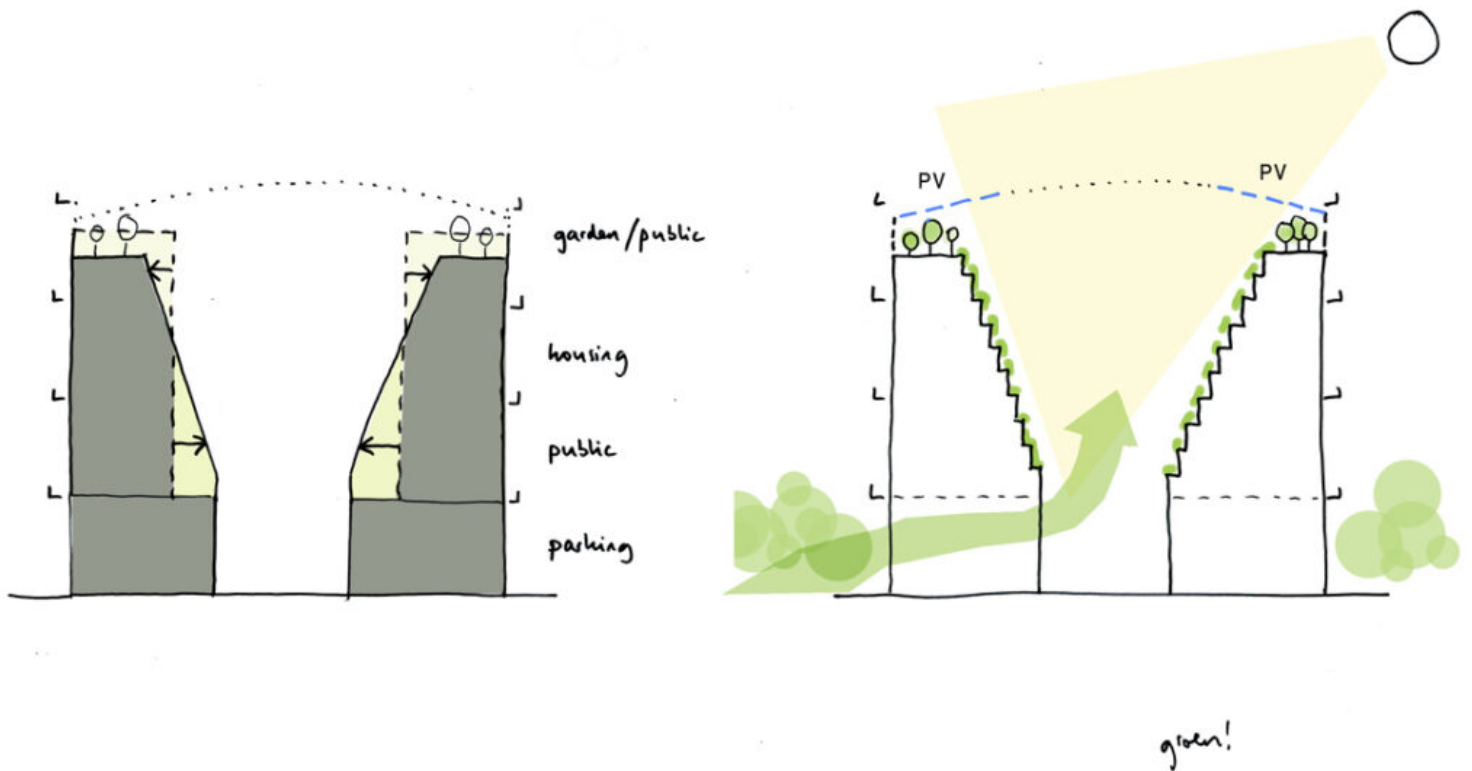 garden/public
housing
public
parking
PV
PV
groen!